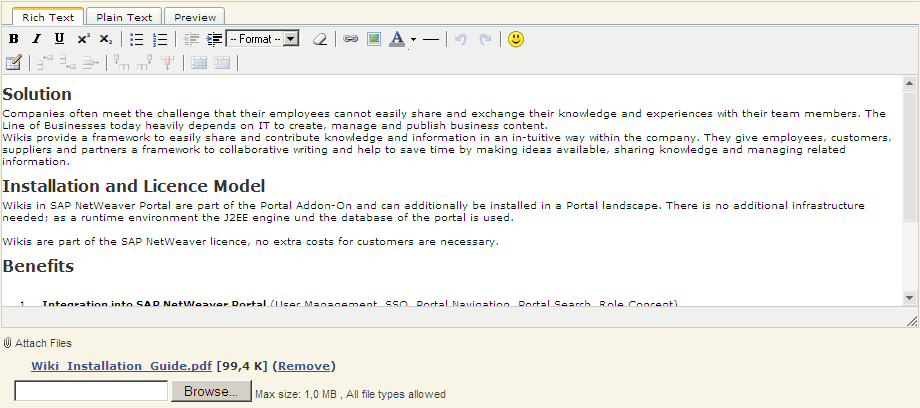 Rich Text Plain Text Preview
B I U x² x₂ -- Format -- A
Solution
Companies often meet the challenge that their employees cannot easily share and exchange their knowledge and experiences with their team members. The
Line of Businesses today heavily depends on IT to create, manage and publish business content.
Wikis provide a framework to easily share and contribute knowledge and information in an in-tuitive way within the company. They give employees, customers,
suppliers and partners a framework to collaborative writing and help to save time by making ideas available, sharing knowledge and managing related
information.
Installation and Licence Model
Wikis in SAP NetWeaver Portal are part of the Portal Addon-On and can additionally be installed in a Portal landscape. There is no additional infrastructure
needed; as a runtime environment the J2EE engine und the database of the portal is used.
Wikis are part of the SAP NetWeaver licence, no extra costs for customers are necessary.
Benefits
1. Integration into SAP NetWeaver Portal (User Management, SSO, Portal Navigation, Portal Search, Role Concept)
Attach Files
Wiki_Installation_Guide.pdf [99,4 K] (Remove)
Browse... Max size: 1,0 MB , All file types allowed